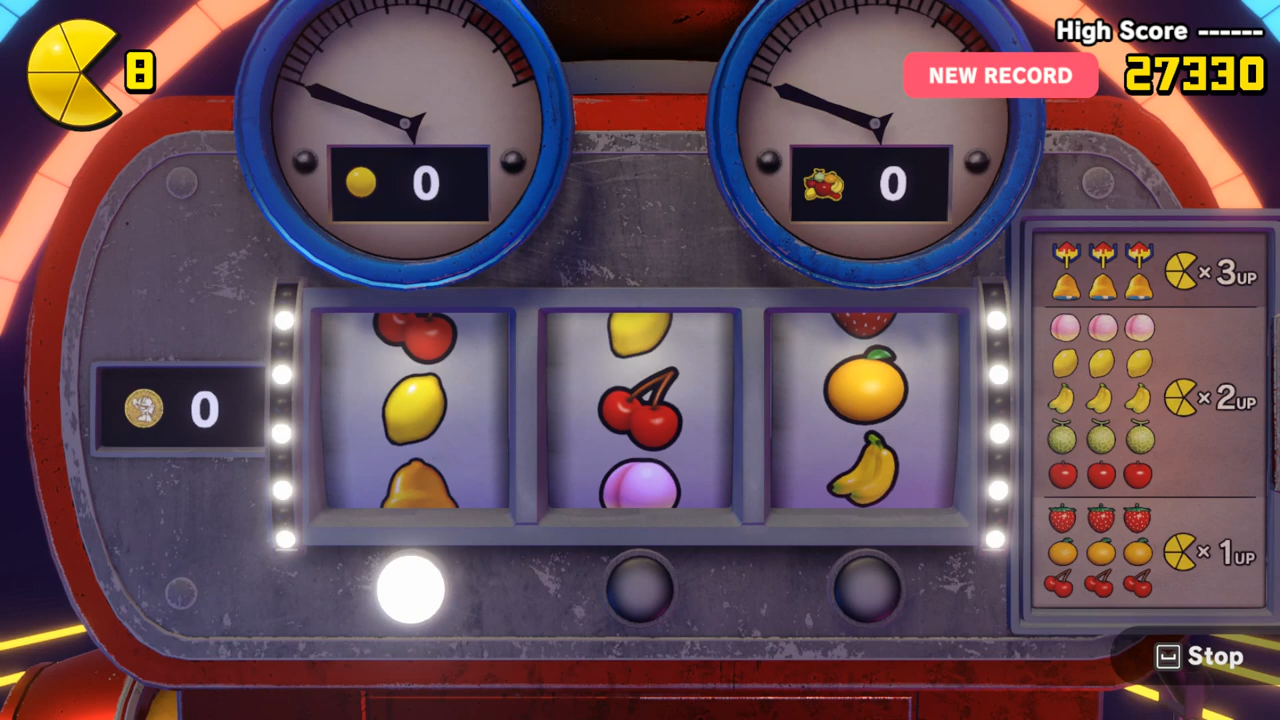 High Score ------
8
NEW RECORD 27330
0
0
× 3UP
0
× 2UP
× 1UP
Stop